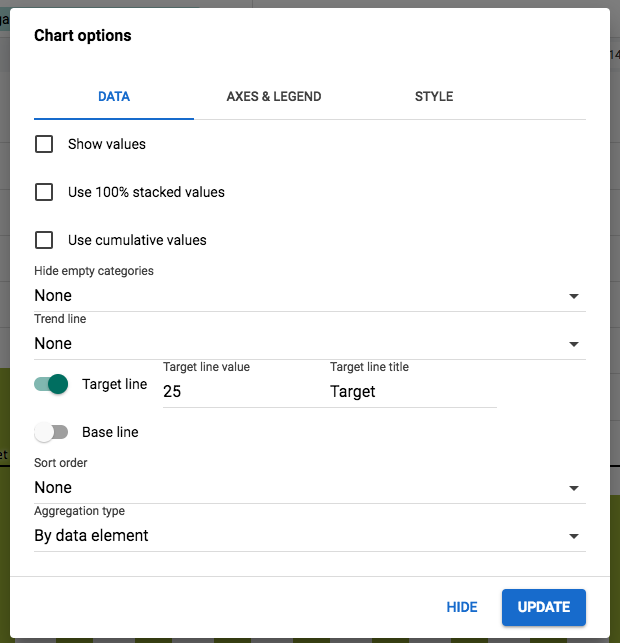 Chart options
DATA AXES & LEGEND STYLE
Show values
Use 100% stacked values
Use cumulative values
Hide empty categories
None
Trend line
None
Target line value Target line title
Target line 25 Target
Base line
Sort order
None
Aggregation type
By data element
HIDE UPDATE